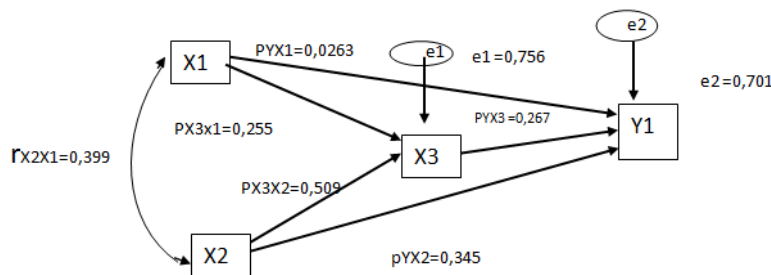 e2
PYX1=0,0263
e1
e1=0,756
X1
e2=0,701
PYX3=0,267
Y1
PX3x1=0,255
X3
rX2X1=0,399
PX3X2=0,509
X2
pYX2=0,345